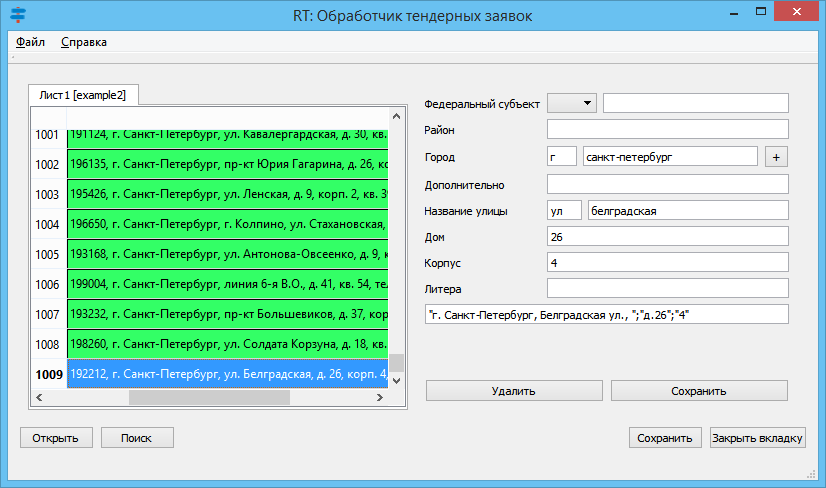 RT: Обработчик тендерных заявок
Файл Справка
Лист1 [example2]
1001 191124, г. Санкт-Петербург, ул. Кавалергардская, д. 30, кв.
1002 196135, г. Санкт-Петербург, пр-кт Юрия Гагарина, д. 26, ко
1003 195426, г. Санкт-Петербург, ул. Ленская, д. 9, корп. 2, кв. 39
1004 196650, г. Санкт-Петербург, г. Колпино, ул. Стахановская,
1005 193168, г. Санкт-Петербург, ул. Антонова-Овсеенко, д. 9, к
1006 199004, г. Санкт-Петербург, линия 6-я В.О., д. 41, кв. 54, те
1007 193232, г. Санкт-Петербург, пр-кт Большевиков, д. 37, кор
1008 198260, г. Санкт-Петербург, ул. Солдата Корзуна, д. 18, кв.
1009 192212, г. Санкт-Петербург, ул. Белградская, д. 26, корп. 4,
Федеральный субъект
Район
Город г санкт-петербург +
Дополнительно
Название улицы ул белградская
Дом 26
Корпус 4
Литера
"г. Санкт-Петербург, Белградская ул., ";"д.26";"4"
Удалить Сохранить
Открыть Поиск Сохранить Закрыть вкладку